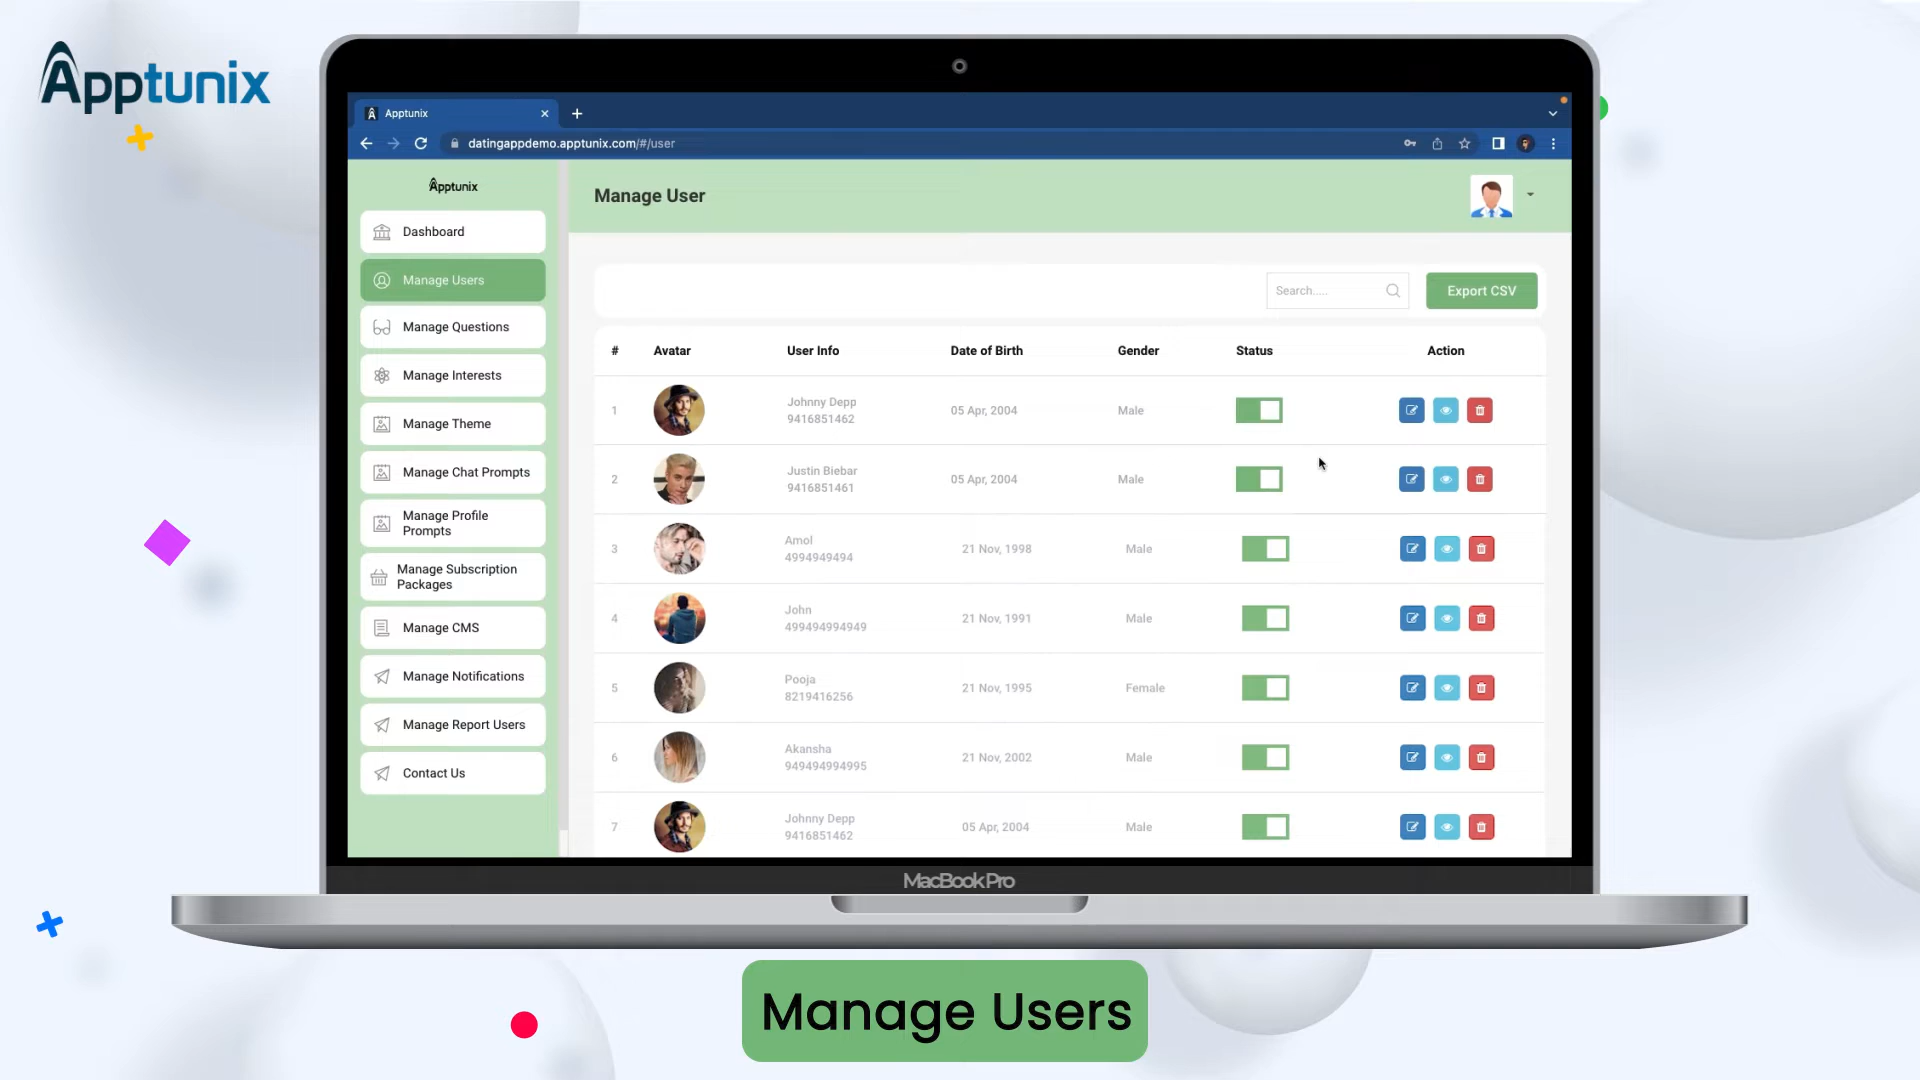 Apptunix
Apptunix
datingappdemo.apptunix.com/#/user
Apptunix
Manage User
Dashboard
Manage Users
Manage Questions
Manage Interests
Manage Theme
Manage Chat Prompts
Manage Profile
Prompts
Manage Subscription
Packages
Manage CMS
Manage Notifications
Manage Report Users
Contact Us
Search.....
Export CSV
# Avatar User Info Date of Birth Gender Status Action
1 Johnny Depp 05 Apr, 2004 Male
9416851462
2 Justin Biebar 05 Apr, 2004 Male
9416851461
3 Amol 21 Nov, 1998 Male
4994949494
4 John 21 Nov, 1991 Male
499494994949
5 Pooja 21 Nov, 1995 Female
8219416256
6 Akansha 21 Nov, 2002 Male
949494994995
7 Johnny Depp 05 Apr, 2004 Male
9416851462
MacBook Pro
Manage Users